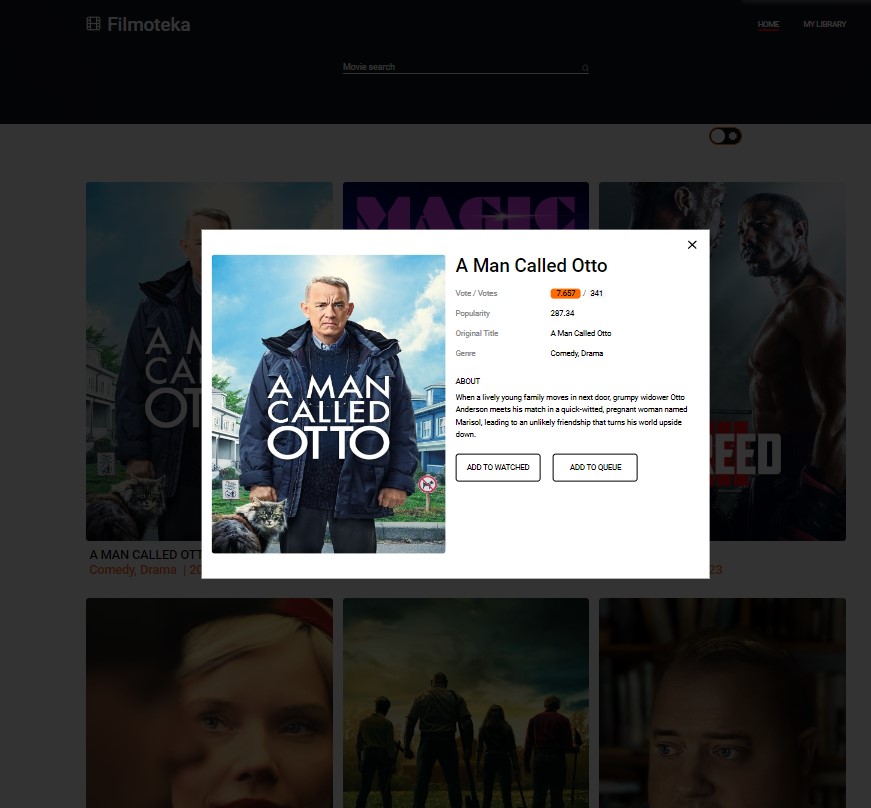 Filmoteka
HOME
MY LIBRARY
Movie search
MAGIC
A Man Called Otto
Vote / Votes
7.657 / 341
Popularity
287.34
Original Title
A Man Called Otto
Genre
Comedy, Drama
ABOUT
When a lively young family moves in next door, grumpy widower Otto
Anderson meets his match in a quick-witted, pregnant woman named
Marisol, leading to an unlikely friendship that turns his world upside
down.
ADD TO WATCHED
ADD TO QUEUE
A MAN
CALLED
OTTO
A
CA
OT
REED
A MAN CALLED OTT
Comedy, Drama | 20
23